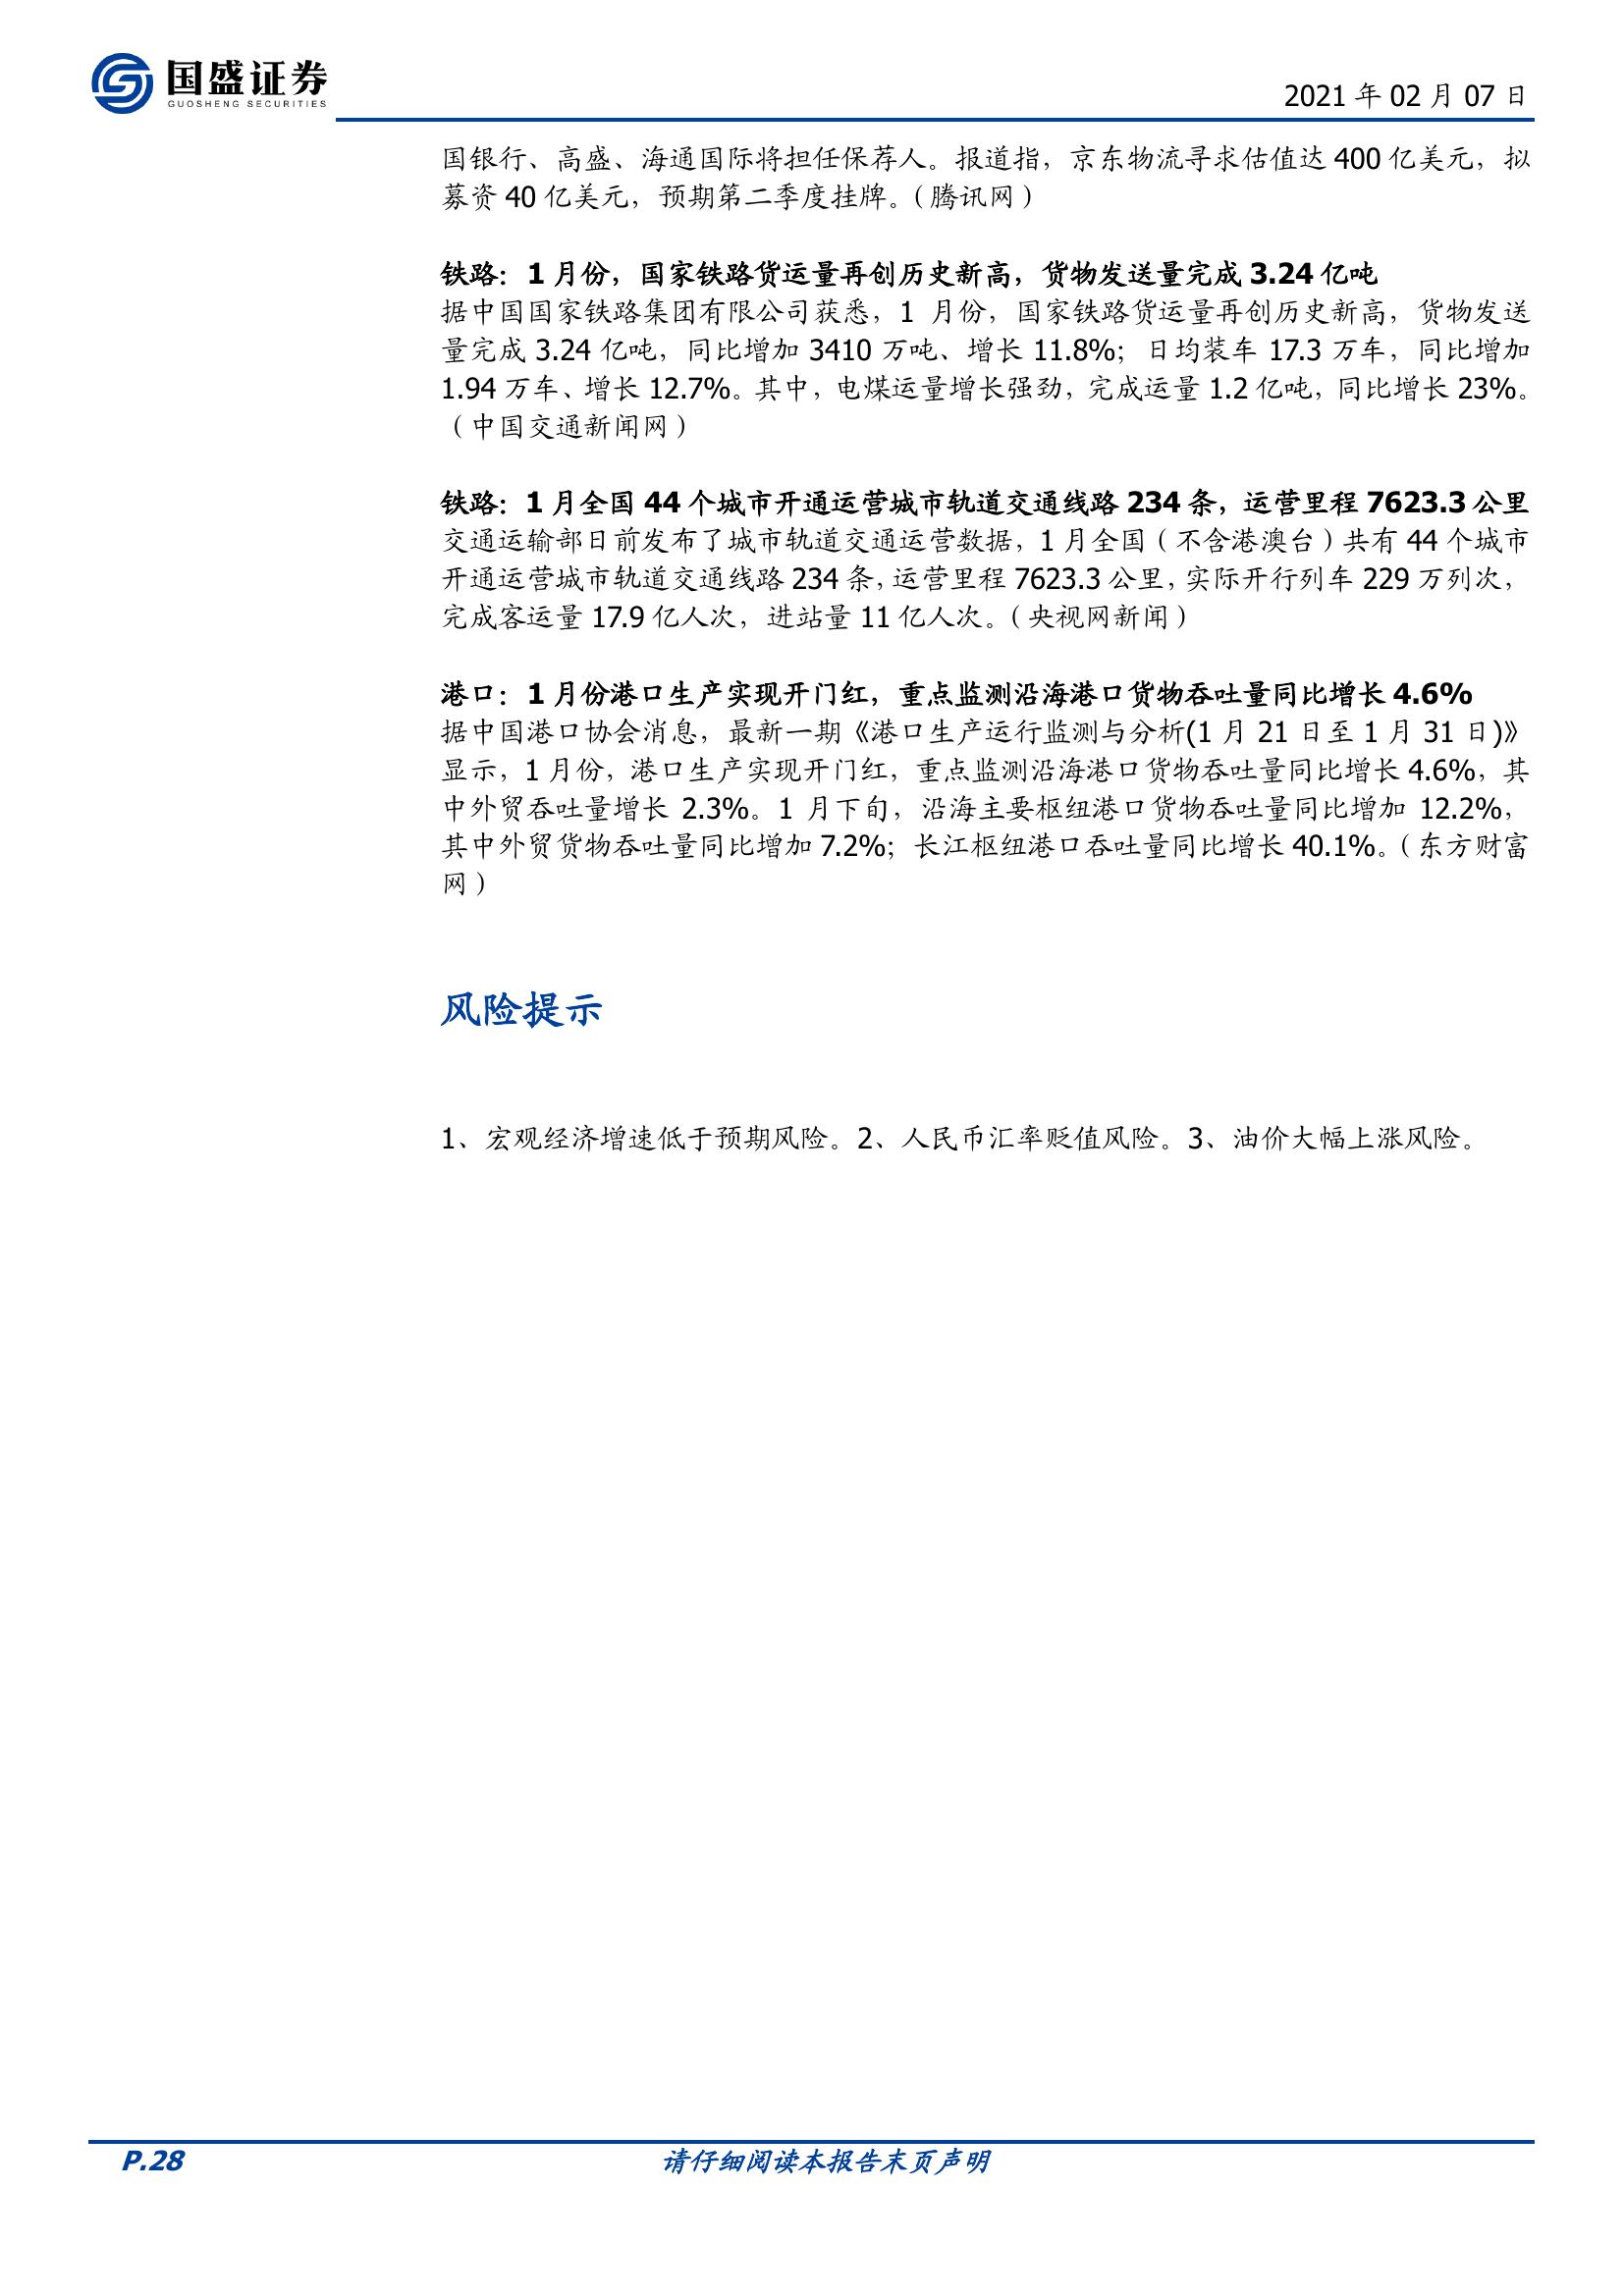 国盛证券
GUOSHENG SECURITIES
2021 年 02 月 07 日
国银行、高盛、海通国际将担任保荐人。报道指，京东物流寻求估值达 400 亿美元，拟
募资 40 亿美元，预期第二季度挂牌。（腾讯网）
铁路：1 月份，国家铁路货运量再创历史新高，货物发送量完成 3.24 亿吨
据中国国家铁路集团有限公司获悉，1 月份，国家铁路货运量再创历史新高，货物发送
量完成 3.24 亿吨，同比增加 3410 万吨、增长 11.8%；日均装车 17.3 万车，同比增加
1.94 万车、增长 12.7%。其中，电煤运量增长强劲，完成运量 1.2 亿吨，同比增长 23%。
（中国交通新闻网）
铁路：1 月全国 44 个城市开通运营城市轨道交通线路 234 条，运营里程 7623.3 公里
交通运输部日前发布了城市轨道交通运营数据，1 月全国（不含港澳台）共有 44 个城市
开通运营城市轨道交通线路 234 条，运营里程 7623.3 公里，实际开行列车 229 万列次，
完成客运量 17.9 亿人次，进站量 11 亿人次。（央视网新闻）
港口：1 月份港口生产实现开门红，重点监测沿海港口货物吞吐量同比增长 4.6%
据中国港口协会消息，最新一期《港口生产运行监测与分析(1 月 21 日至 1 月 31 日)》
显示，1 月份，港口生产实现开门红，重点监测沿海港口货物吞吐量同比增长 4.6%，其
中外贸吞吐量增长 2.3%。1 月下旬，沿海主要枢纽港口货物吞吐量同比增加 12.2%，
其中外贸货物吞吐量同比增加 7.2%；长江枢纽港口吞吐量同比增长 40.1%。（东方财富
网）
风险提示
1、宏观经济增速低于预期风险。2、人民币汇率贬值风险。3、油价大幅上涨风险。
P.28
请仔细阅读本报告末页声明